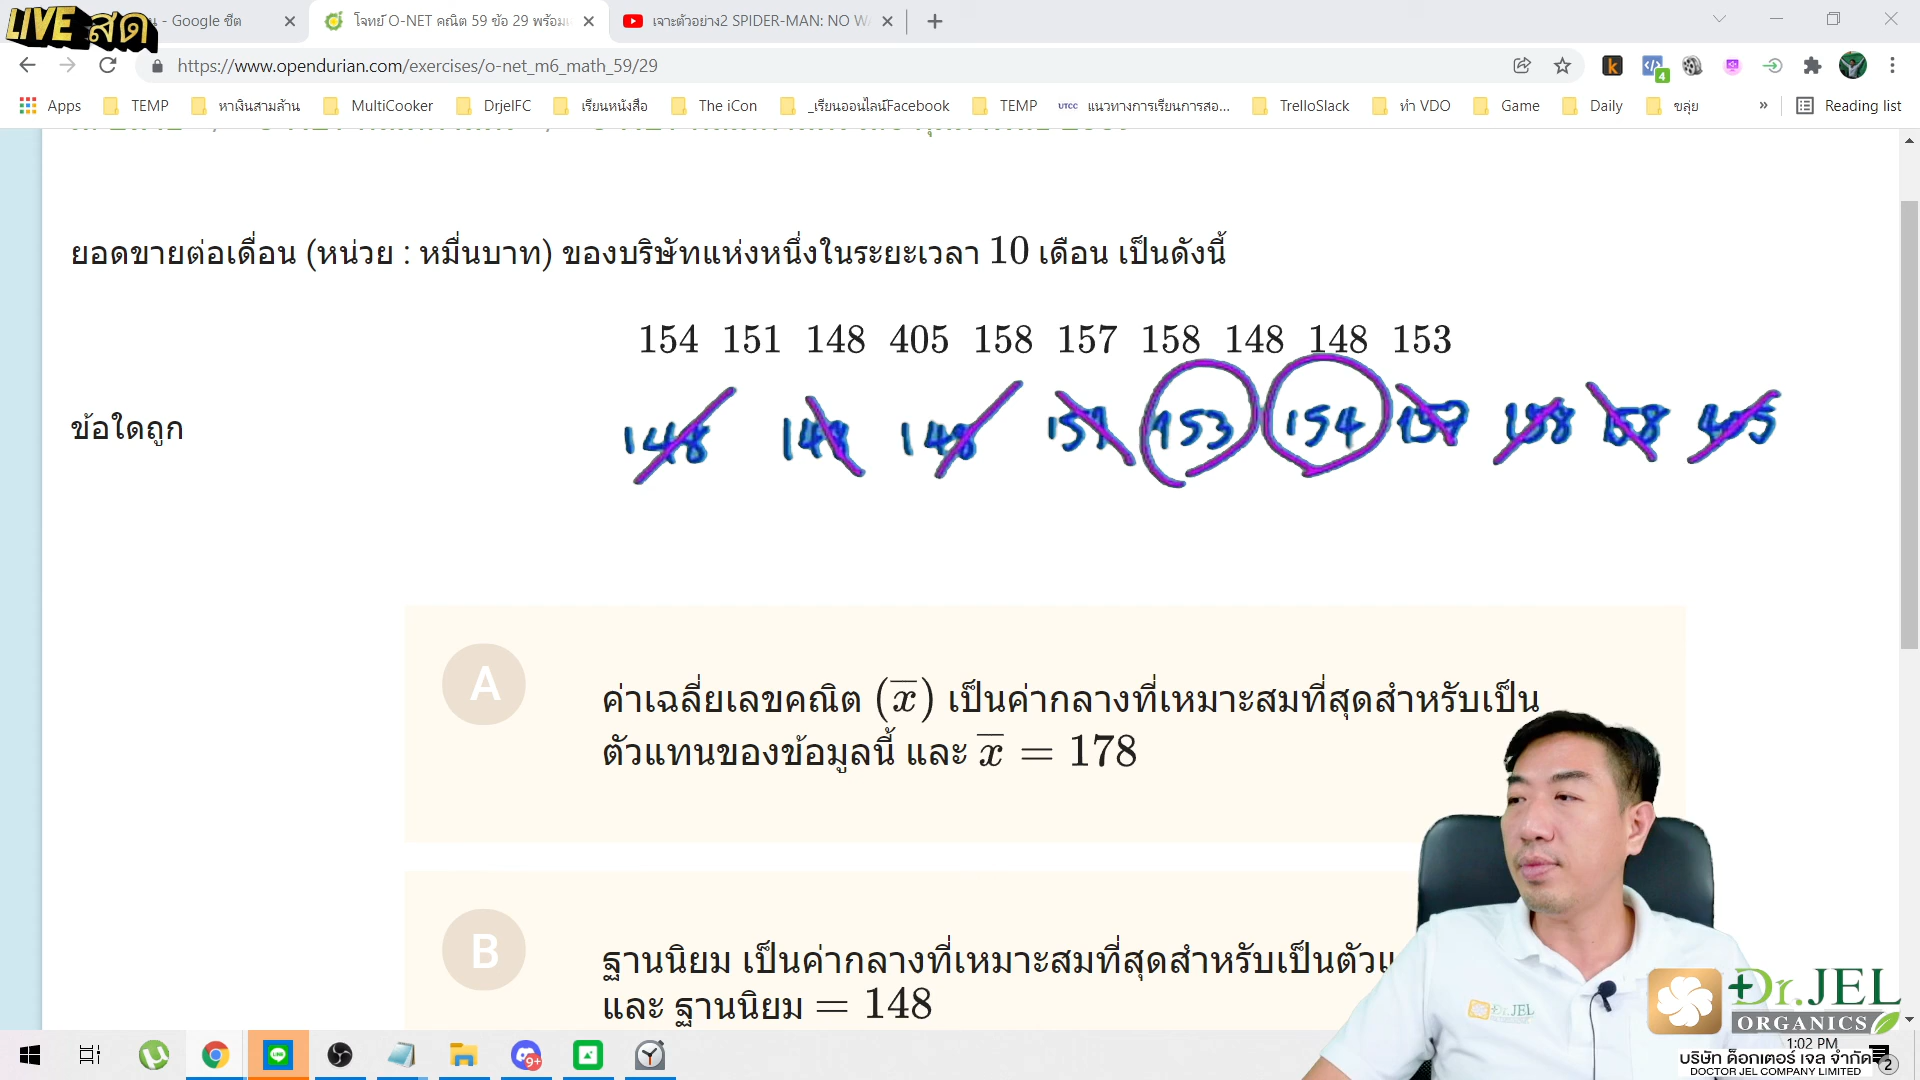 LIVE สด
- Google ชีต
โจทย์ O-NET คณิต 59 ข้อ 29 พร้อมเ
เจาะตัวอย่าง2 SPIDER-MAN: NO W
https://www.opendurian.com/exercises/o-net_m6_math_59/29
4
Apps TEMP หาเงินสามล้าน MultiCooker DrjelFC เรียนหนังสือ The iCon _เรียนออนไลน์Facebook TEMP UTCC แนวทางการเรียนการสอ... TrelloSlack ทำ VDO Game Daily ขลุ่ย » Reading list
ยอดขายต่อเดื่อน (หน่วย : หมื่นบาท) ของบริษัทแห่งหนึ่งในระยะเวลา 10 เดือน เป็นดังนี้
154 151 148 405 158 157 158 148 148 153
148 148 148 151 153 154 157 158 158 405
ข้อใดถูก
A
ค่าเฉลี่ยเลขคณิต (x̄) เป็นค่ากลางที่เหมาะสมที่สุดสำหรับเป็น
ตัวแทนของข้อมูลนี้ และ x̄ = 178
B
ฐานนิยม เป็นค่ากลางที่เหมาะสมที่สุดสำหรับเป็นตัวแ
และ ฐานนิยม = 148
Dr.JEL
Dr.JEL
ORGANICS
9+
1:02 PM
2
บริษัท ด็อกเตอร์ เจล จำกัด
DOCTOR JEL COMPANY LIMITED